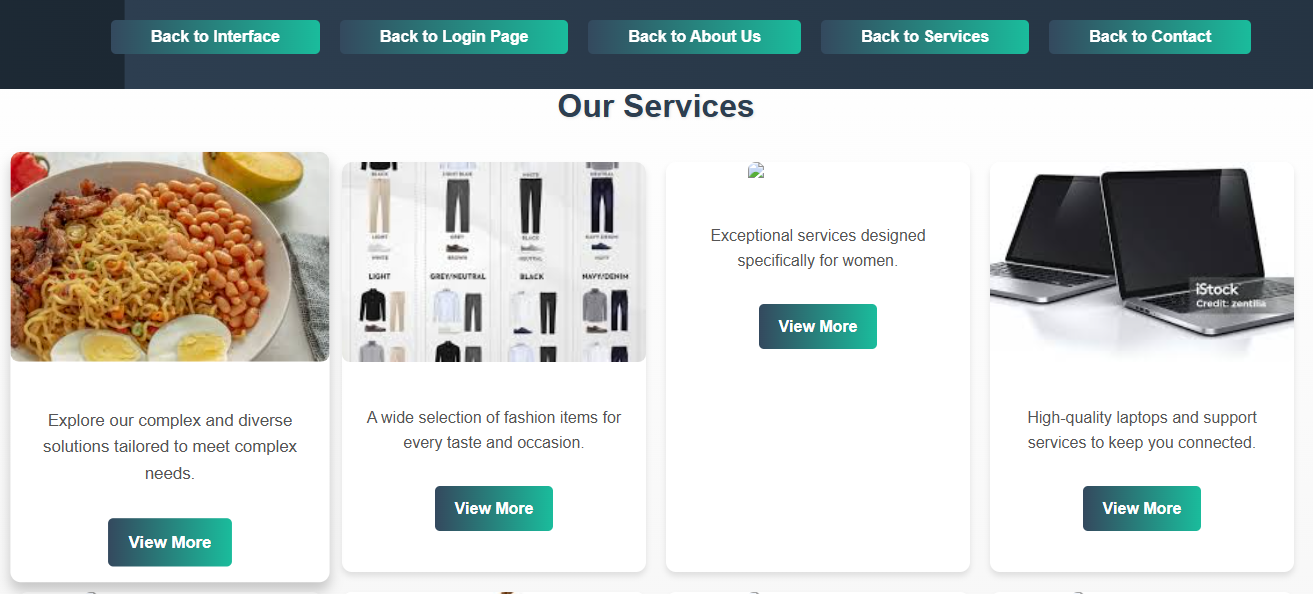 Back to Interface
Back to Login Page
Back to About Us
Back to Services
Back to Contact
Our Services
BLACK
LIGHT BLUE
WHITE
NEUTRAL
LIGHT
GREY
BLACK
NAVY DENIM
WHITE
BROWN
NEUTRAL
NAVY
LIGHT
GREY/NEUTRAL
BLACK
NAVY/DENIM
iStock
Credit: zentilia
Explore our complex and diverse
solutions tailored to meet complex
needs.
View More
A wide selection of fashion items for
every taste and occasion.
View More
Exceptional services designed
specifically for women.
View More
High-quality laptops and support
services to keep you connected.
View More